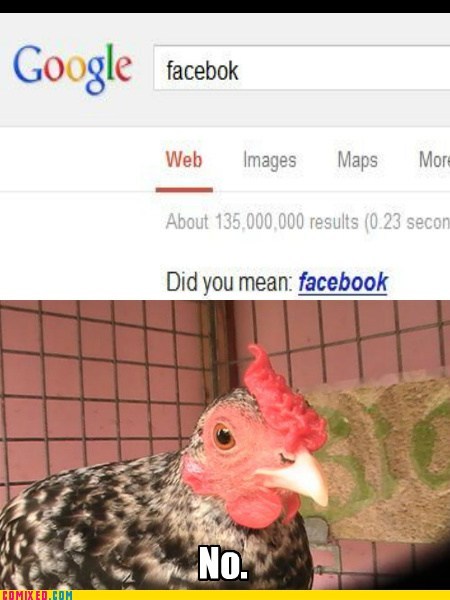 Google
facebok
Web Images Maps
About 135,000,000 results (0.23 secon
Did you mean: facebook
No.
COMIXED.COM